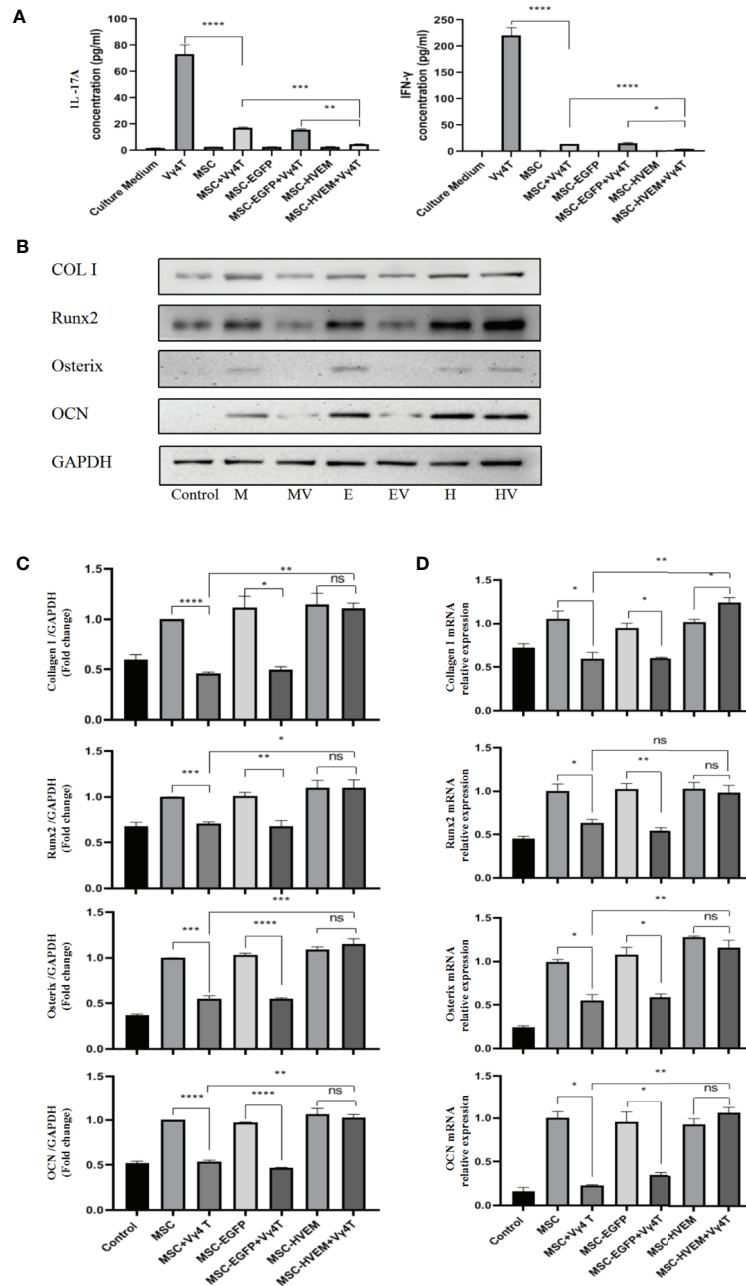 A
IL -17A
concentration (pg/ml)
100
80
60
40
20
0
****
***
**
Culture Medium
Vγ4T
MSC
MSC+Vγ4T
MSC-EGFP
MSC-EGFP+Vγ4T
MSC-HVEM
MSC-HVEM+Vγ4T
IFN-γ
concentration (pg/ml)
250
200
150
100
50
0
****
****
*
Culture Medium
Vγ4T
MSC
MSC+Vγ4T
MSC-EGFP
MSC-EGFP+Vγ4T
MSC-HVEM
MSC-HVEM+Vγ4T
B
COL I
Runx2
Osterix
OCN
GAPDH
Control M MV E EV H HV
C
Collagen I /GAPDH
(Fold change)
1.5
1.0
0.5
0.0
**
****
*
ns
Runx2 /GAPDH
(Fold change)
1.5
1.0
0.5
0.0
*
***
**
ns
Osterix /GAPDH
(Fold change)
1.5
1.0
0.5
0.0
***
***
****
ns
OCN /GAPDH
(Fold change)
1.5
1.0
0.5
0.0
**
****
****
ns
Control
MSC
MSC+Vγ4 T
MSC-EGFP
MSC-EGFP+Vγ4T
MSC-HVEM
MSC-HVEM+Vγ4T
D
Collagen I mRNA
relative expression
1.5
1.0
0.5
0.0
**
*
*
*
Runx2 mRNA
relative expression
1.5
1.0
0.5
0.0
ns
*
**
ns
Osterix mRNA
relative expression
1.5
1.0
0.5
0.0
**
*
*
ns
OCN mRNA
relative expression
1.5
1.0
0.5
0.0
**
*
*
ns
Control
MSC
MSC+Vγ4 T
MSC-EGFP
MSC-EGFP+Vγ4T
MSC-HVEM
MSC-HVEM+Vγ4T